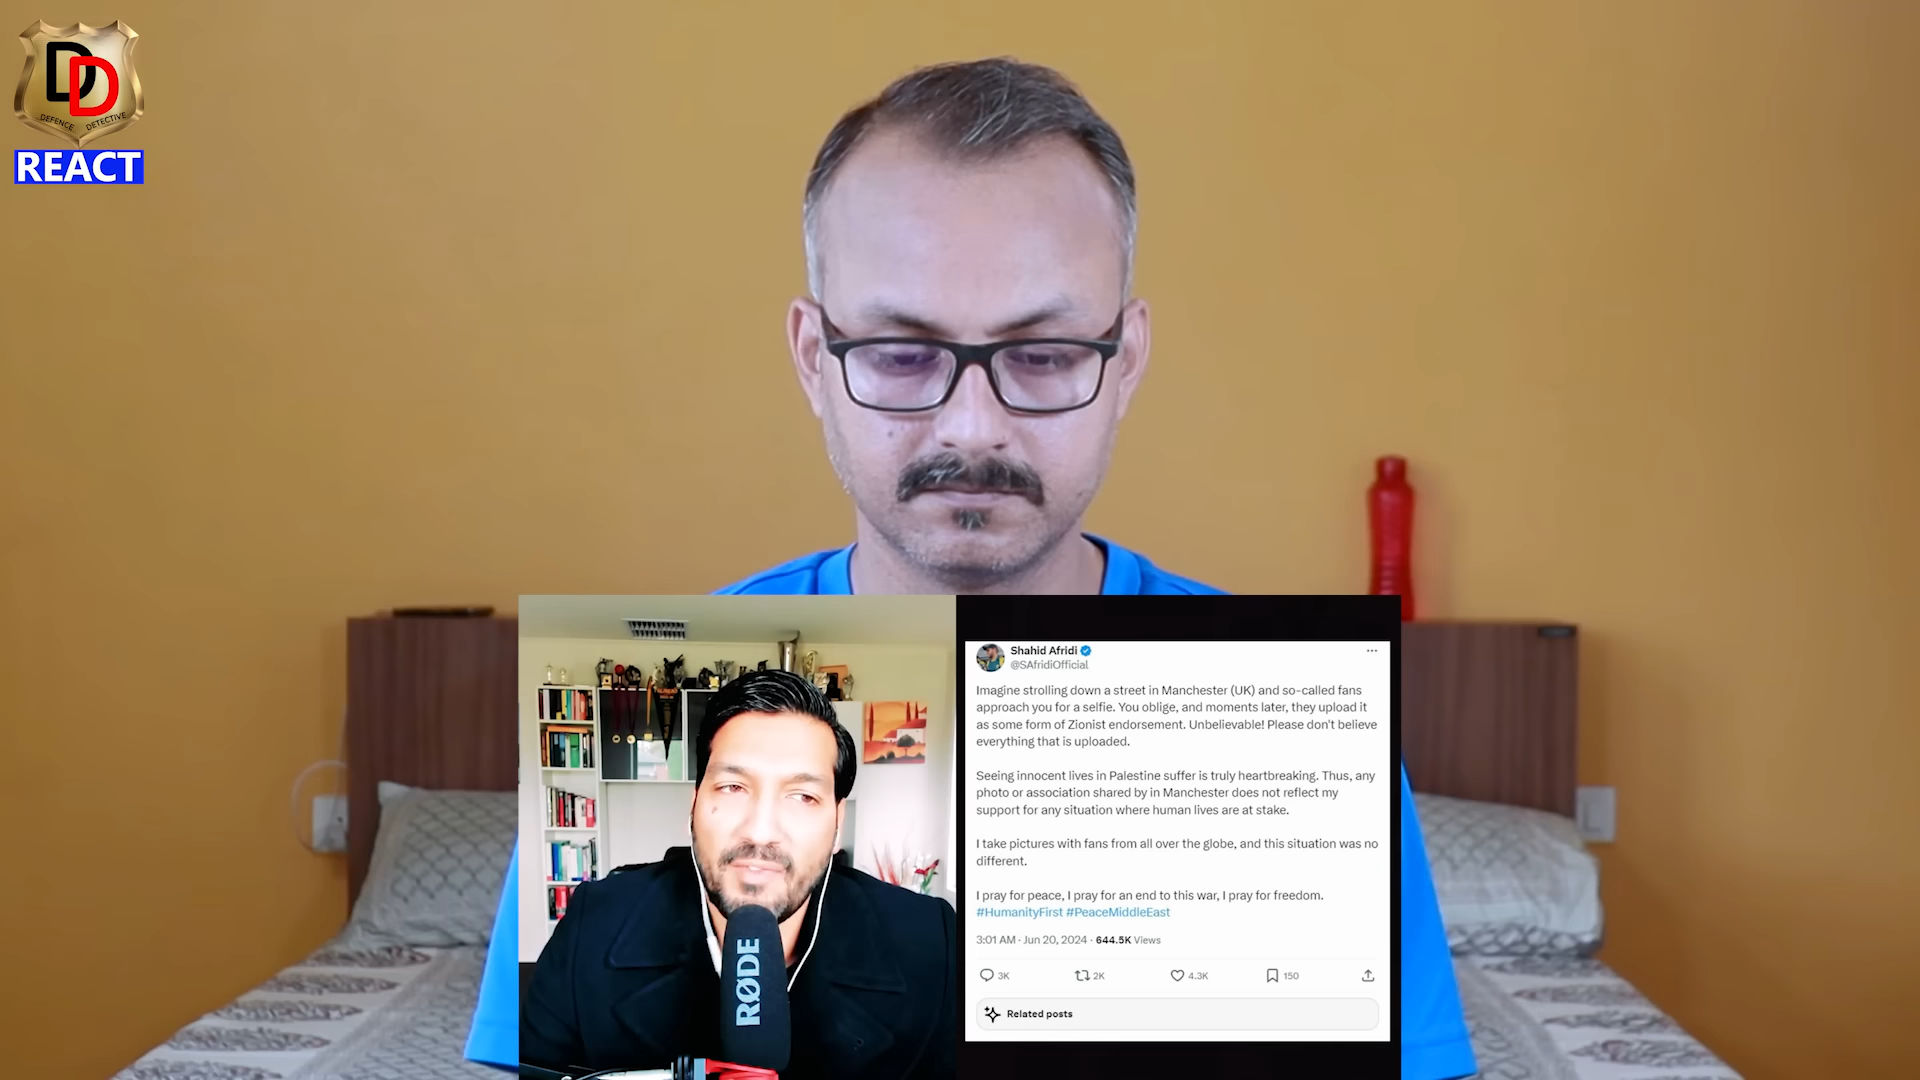 DD
DEFENCE DETECTIVE
REACT
Shahid Afridi
@SAfridiOfficial
Imagine strolling down a street in Manchester (UK) and so-called fans
approach you for a selfie. You oblige, and moments later, they upload it
as some form of Zionist endorsement. Unbelievable! Please don't believe
everything that is uploaded.
Seeing innocent lives in Palestine suffer is truly heartbreaking. Thus, any
photo or association shared by in Manchester does not reflect my
support for any situation where human lives are at stake.
I take pictures with fans from all over the globe, and this situation was no
different.
I pray for peace, I pray for an end to this war, I pray for freedom.
#HumanityFirst #PeaceMiddleEast
3:01 AM · Jun 20, 2024 · 644.5K Views
3K 2K 4.3K 150
Related posts
RØDE